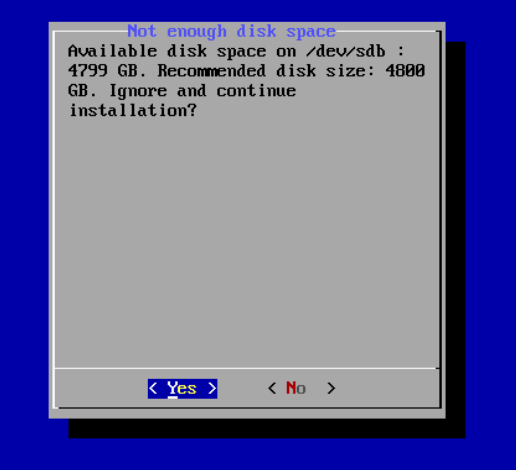 Not enough disk space
Available disk space on /dev/sdb :
4799 GB. Recommended disk size: 4800
GB. Ignore and continue
installation?
< Yes > < No >